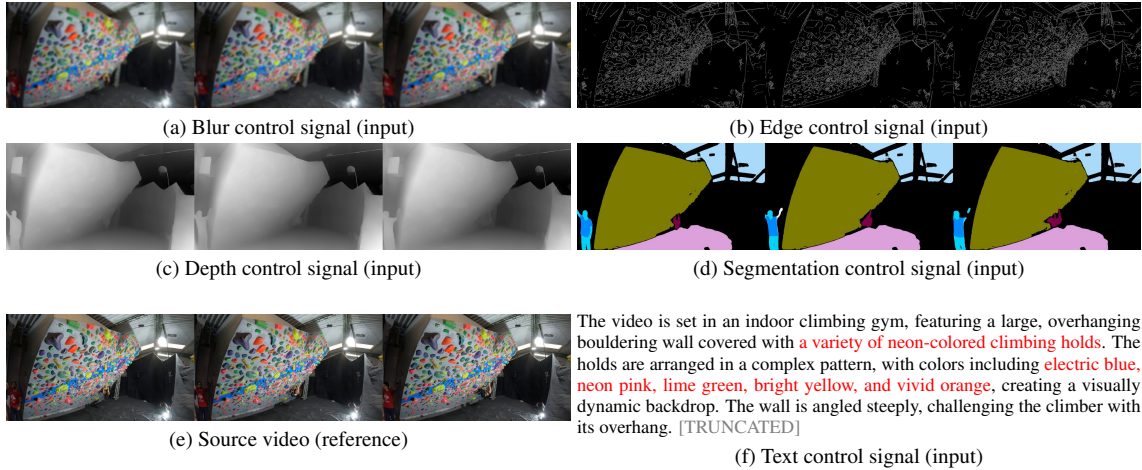 (a) Blur control signal (input)
(b) Edge control signal (input)
(c) Depth control signal (input)
(d) Segmentation control signal (input)
(e) Source video (reference)
The video is set in an indoor climbing gym, featuring a large, overhanging
bouldering wall covered with a variety of neon-colored climbing holds. The
holds are arranged in a complex pattern, with colors including electric blue,
neon pink, lime green, bright yellow, and vivid orange, creating a visually
dynamic backdrop. The wall is angled steeply, challenging the climber with
its overhang. [TRUNCATED]
(f) Text control signal (input)